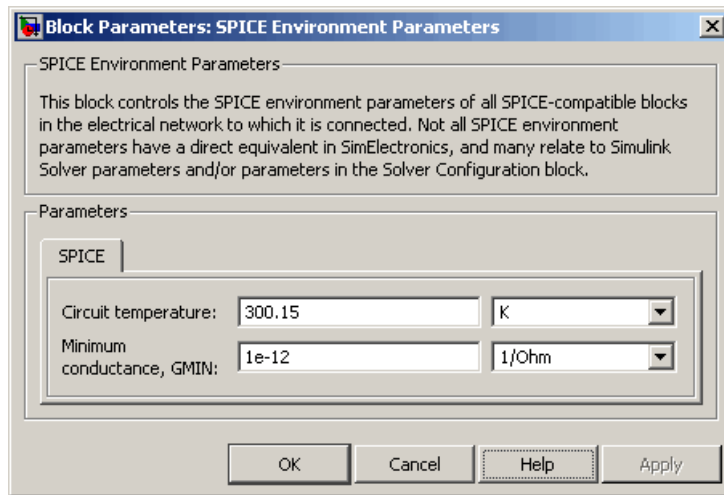 Block Parameters: SPICE Environment Parameters
SPICE Environment Parameters
This block controls the SPICE environment parameters of all SPICE-compatible blocks
in the electrical network to which it is connected. Not all SPICE environment
parameters have a direct equivalent in SimElectronics, and many relate to Simulink
Solver parameters and/or parameters in the Solver Configuration block.
Parameters
SPICE
Circuit temperature: 300.15 K
Minimum
conductance, GMIN: 1e-12 1/Ohm
OK Cancel Help Apply